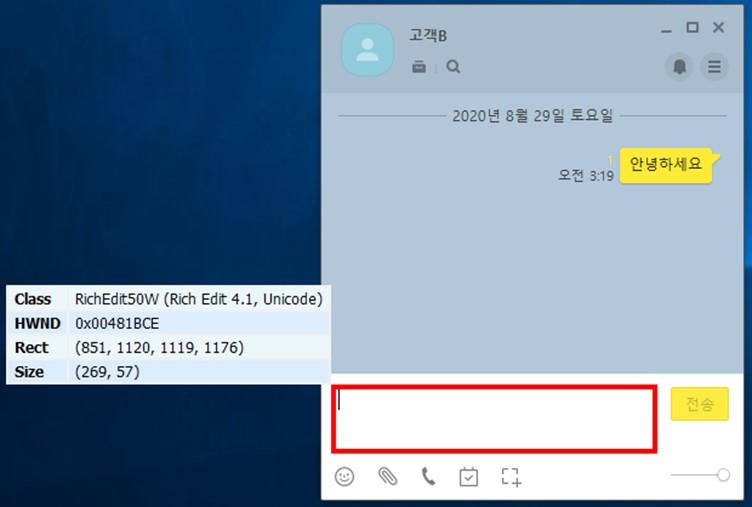 고객B
2020년 8월 29일 토요일
1
오전 3:19
안녕하세요
Class RichEdit50W (Rich Edit 4.1, Unicode)
HWND 0x00481BCE
Rect (851, 1120, 1119, 1176)
Size (269, 57)
전송